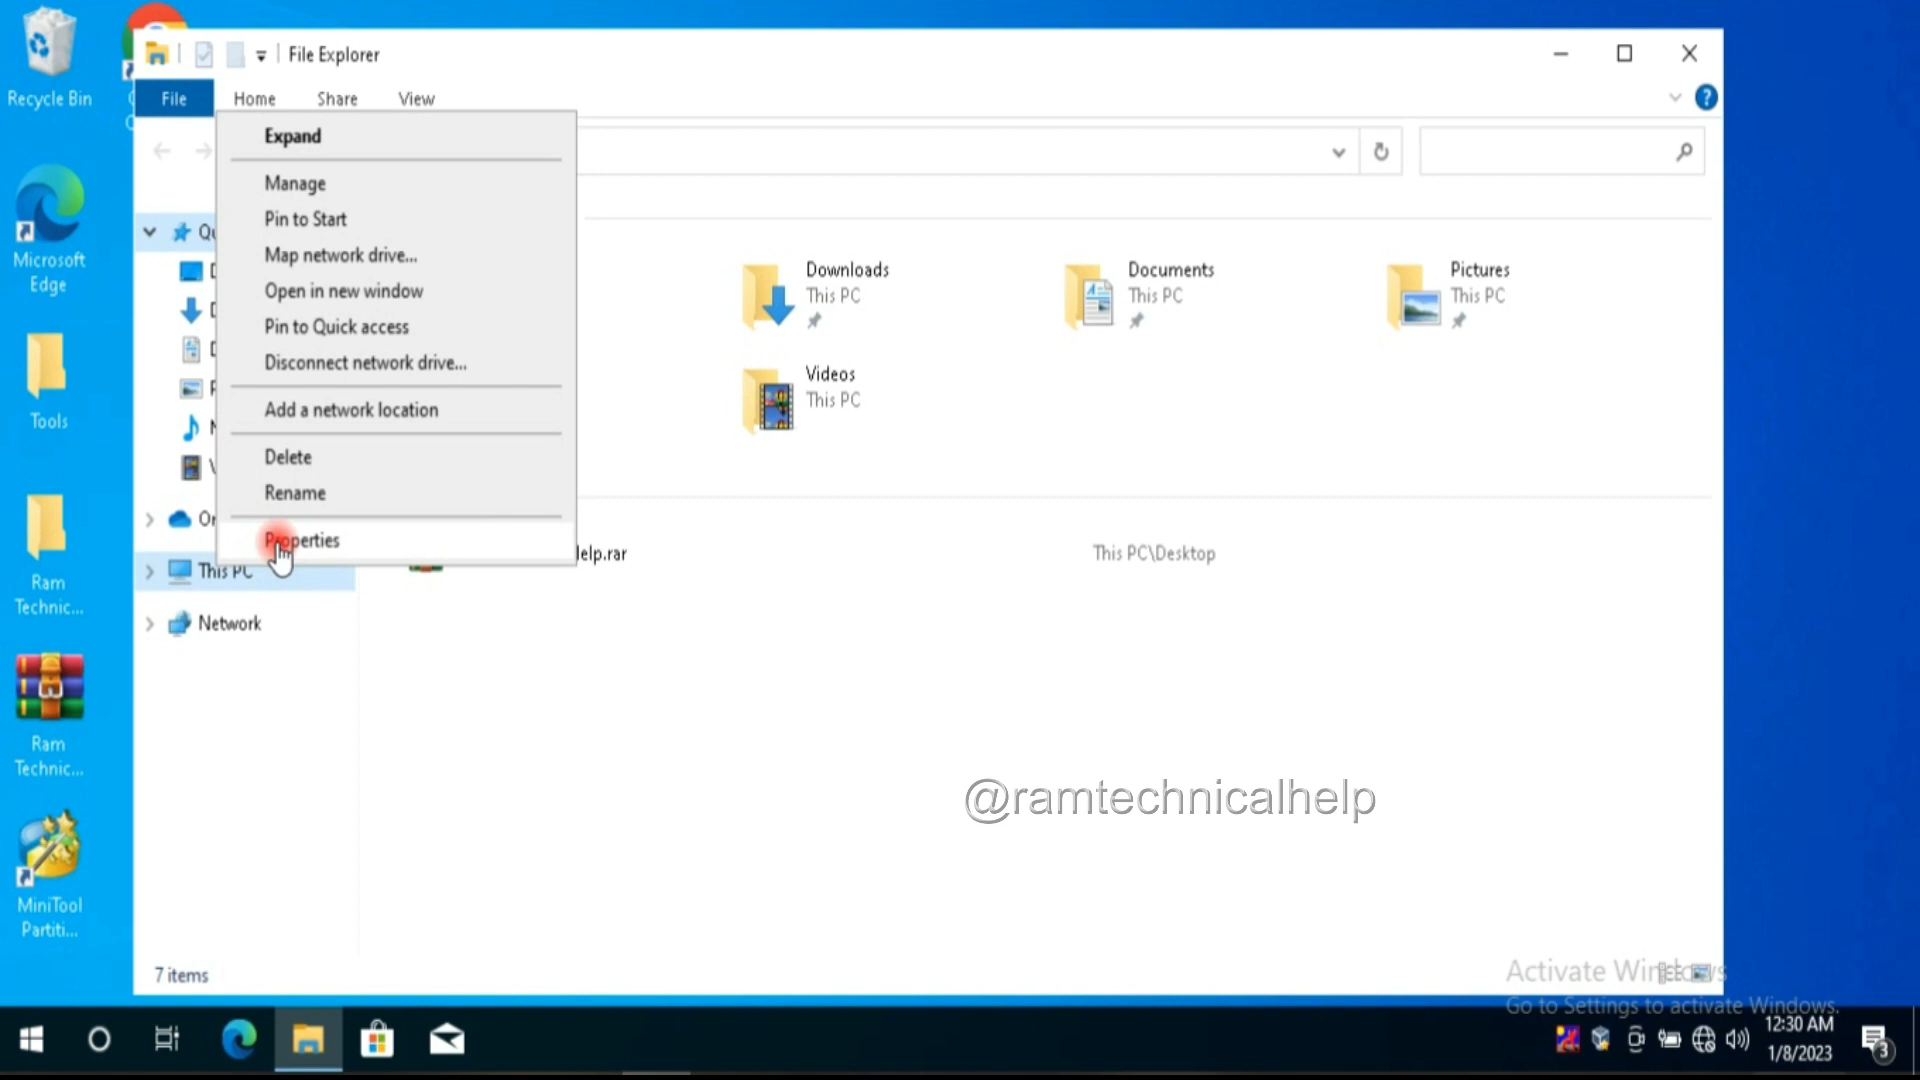 Recycle Bin
File Explorer
File
Home
Share
View
Expand
Manage
Pin to Start
Map network drive...
Open in new window
Pin to Quick access
Disconnect network drive...
Add a network location
Delete
Rename
Properties
This PC
Network
Microsoft
Edge
Tools
Ram
Technic...
Ram
Technic...
MiniTool
Partiti...
Downloads
This PC
Documents
This PC
Pictures
This PC
Videos
This PC
elp.rar
This PC\Desktop
@ramtechnicalhelp
7 items
Activate Windows
Go to Settings to activate Windows.
12:30 AM
1/8/2023
3